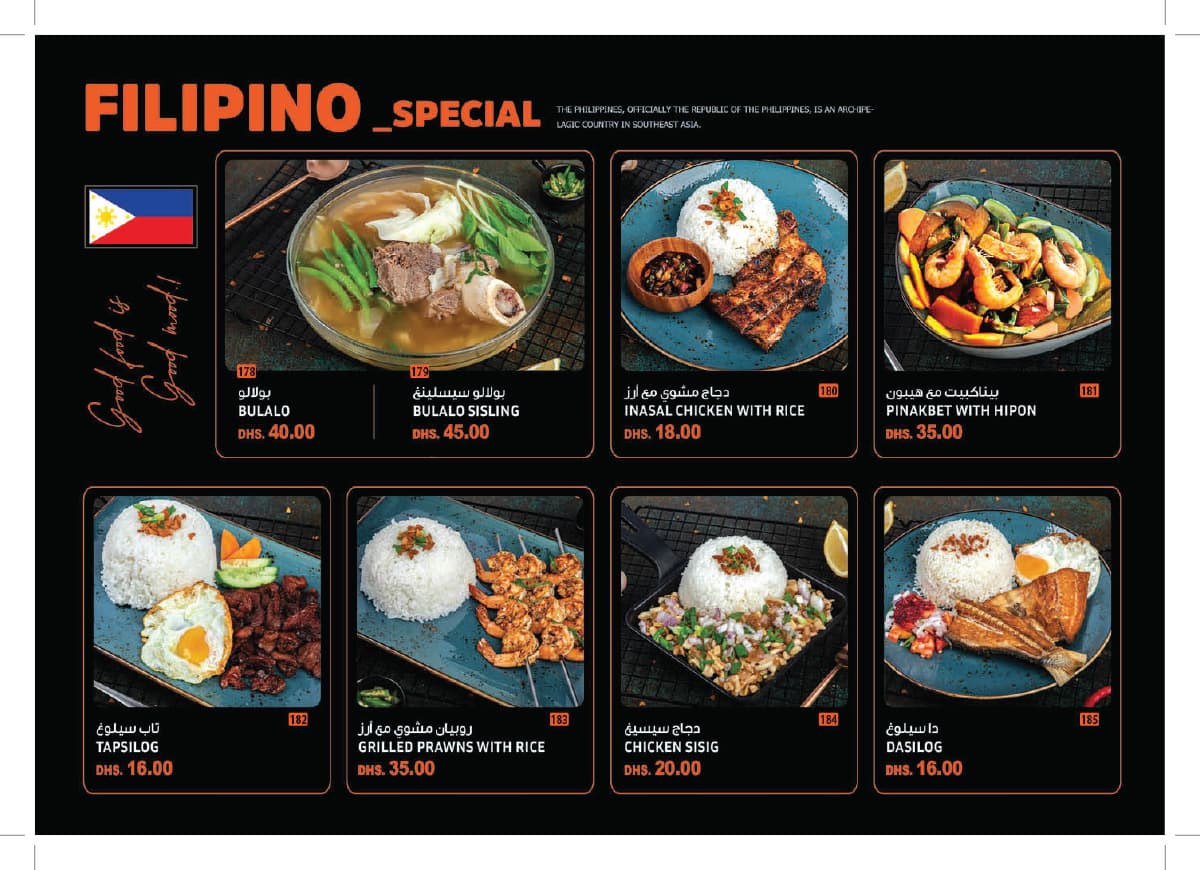 FILIPINO _SPECIAL
THE PHILIPPINES, OFFICIALLY THE REPUBLIC OF THE PHILIPPINES, IS AN ARCHIPE-
LAGIC COUNTRY IN SOUTHEAST ASIA.
Good food is
Good mood!
178
بولالو
BULALO
DHS. 40.00
179
بولالو سيسلينغ
BULALO SISLING
DHS. 45.00
180
دجاج مشوي مع أرز
INASAL CHICKEN WITH RICE
DHS. 18.00
181
بيناكبيت مع هيبون
PINAKBET WITH HIPON
DHS. 35.00
182
تاب سيلوغ
TAPSILOG
DHS. 16.00
183
روبيان مشوي مع أرز
GRILLED PRAWNS WITH RICE
DHS. 35.00
184
دجاج سيسيغ
CHICKEN SISIG
DHS. 20.00
185
دا سيلوغ
DASILOG
DHS. 16.00